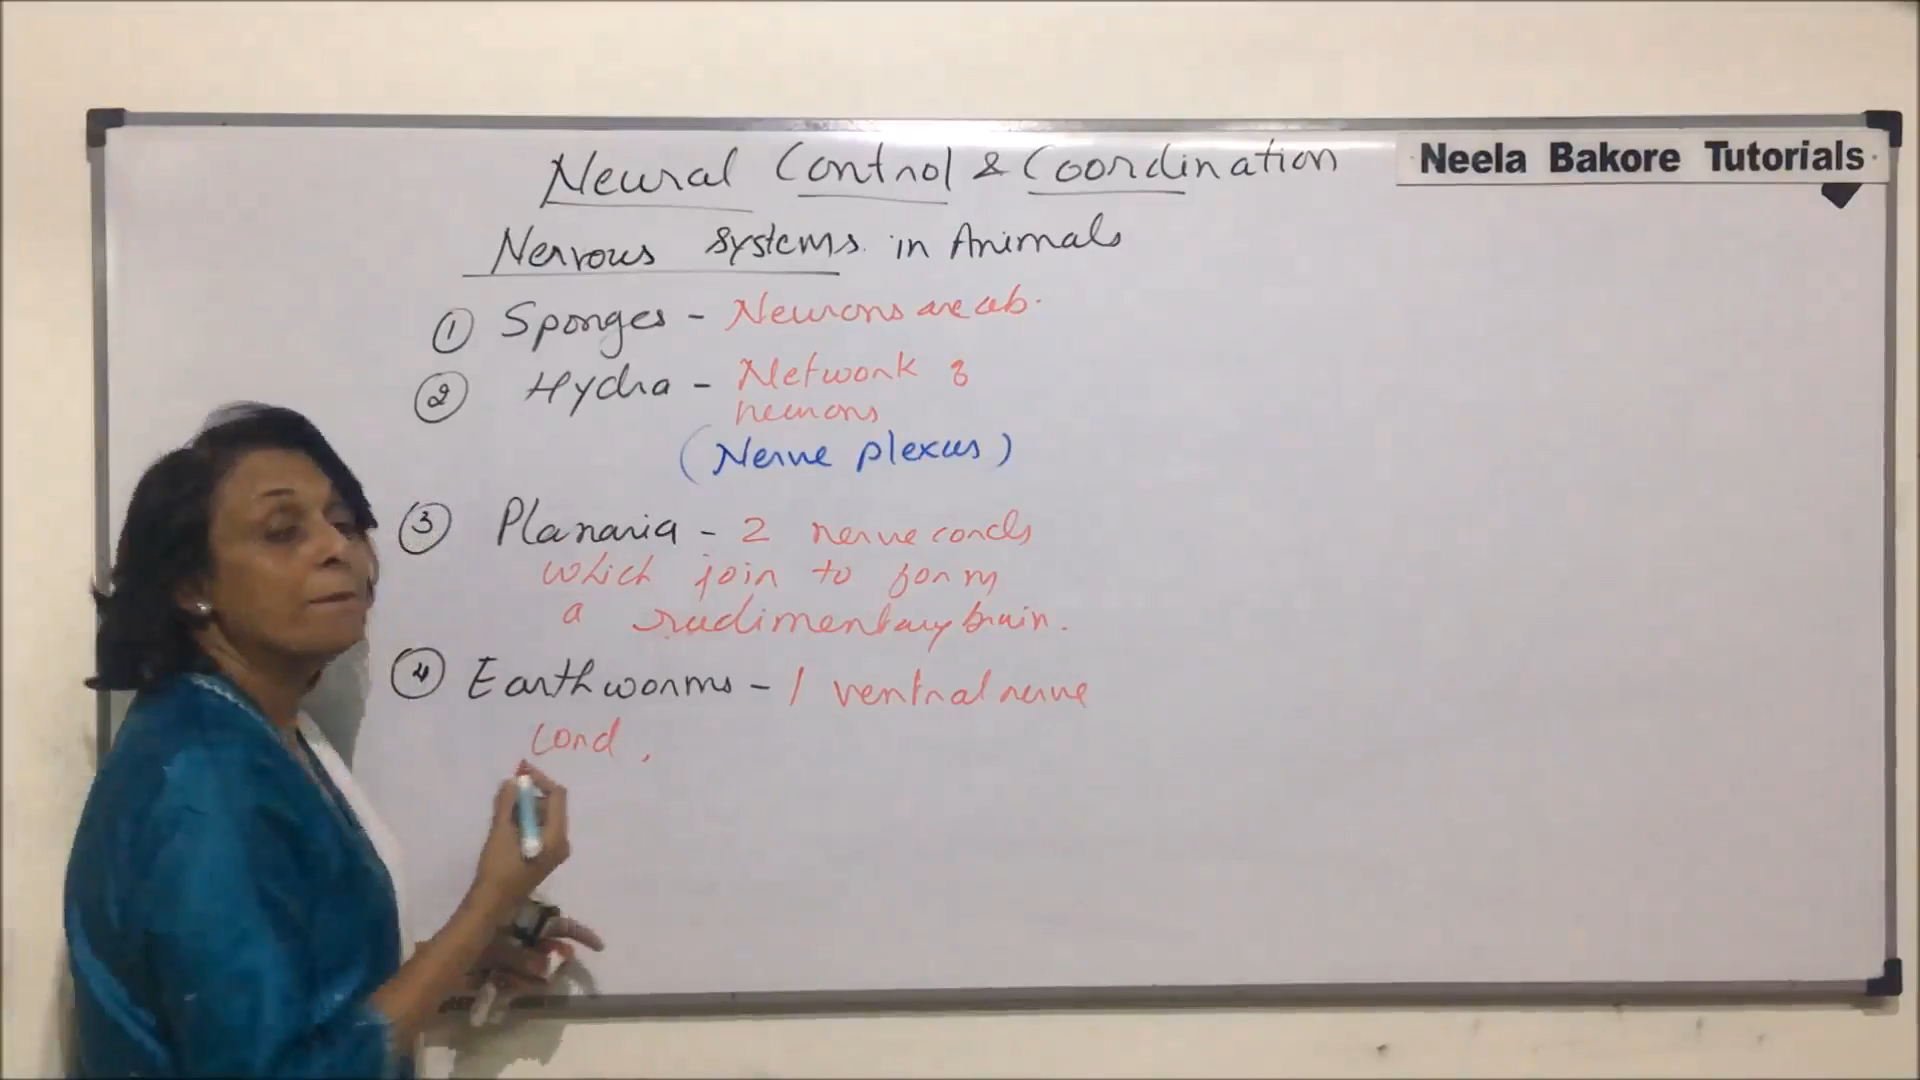 Neural Control & Coordination
Neela Bakore Tutorials
Nervous systems in Animals
① Sponges - Neurons are ab.
② Hydra - Network of
neurons
(Nerve plexus)
③ Planaria - 2 nerve cords
which join to form
a rudimentary brain.
④ Earthworms - 1 ventral nerve
cord,